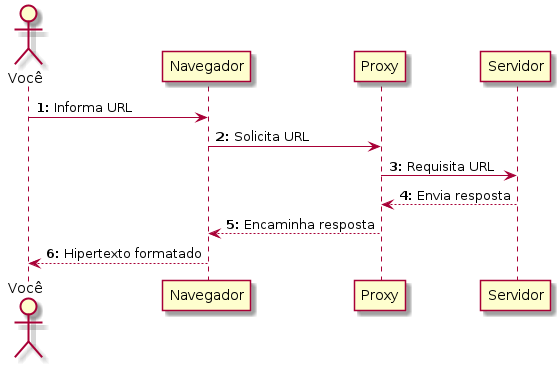 Você
Navegador
Proxy
Servidor
1: Informa URL
2: Solicita URL
3: Requisita URL
4: Envia resposta
5: Encaminha resposta
6: Hipertexto formatado
Você
Navegador
Proxy
Servidor